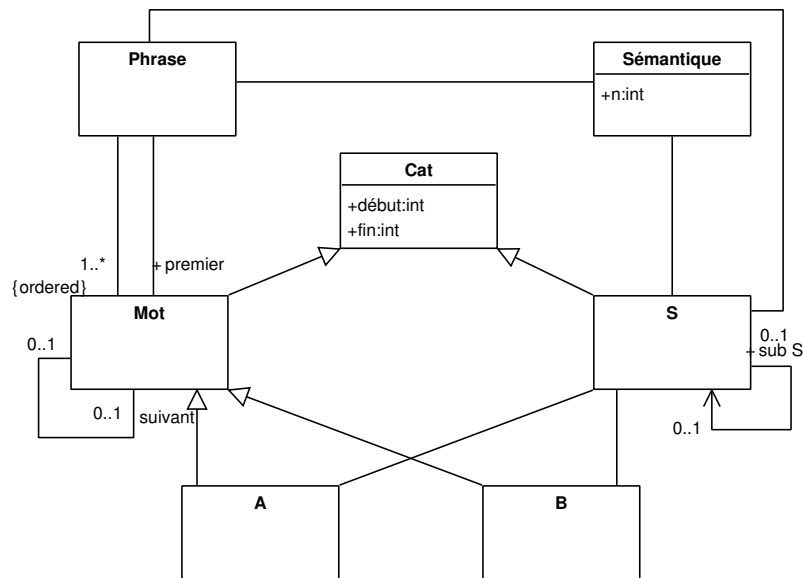 Phrase
Sémantique
+n:int
Cat
+début:int
+fin:int
1..*
+ premier
{ordered}
Mot
S
0..1
0..1
+ sub S
0..1
suivant
0..1
A
B